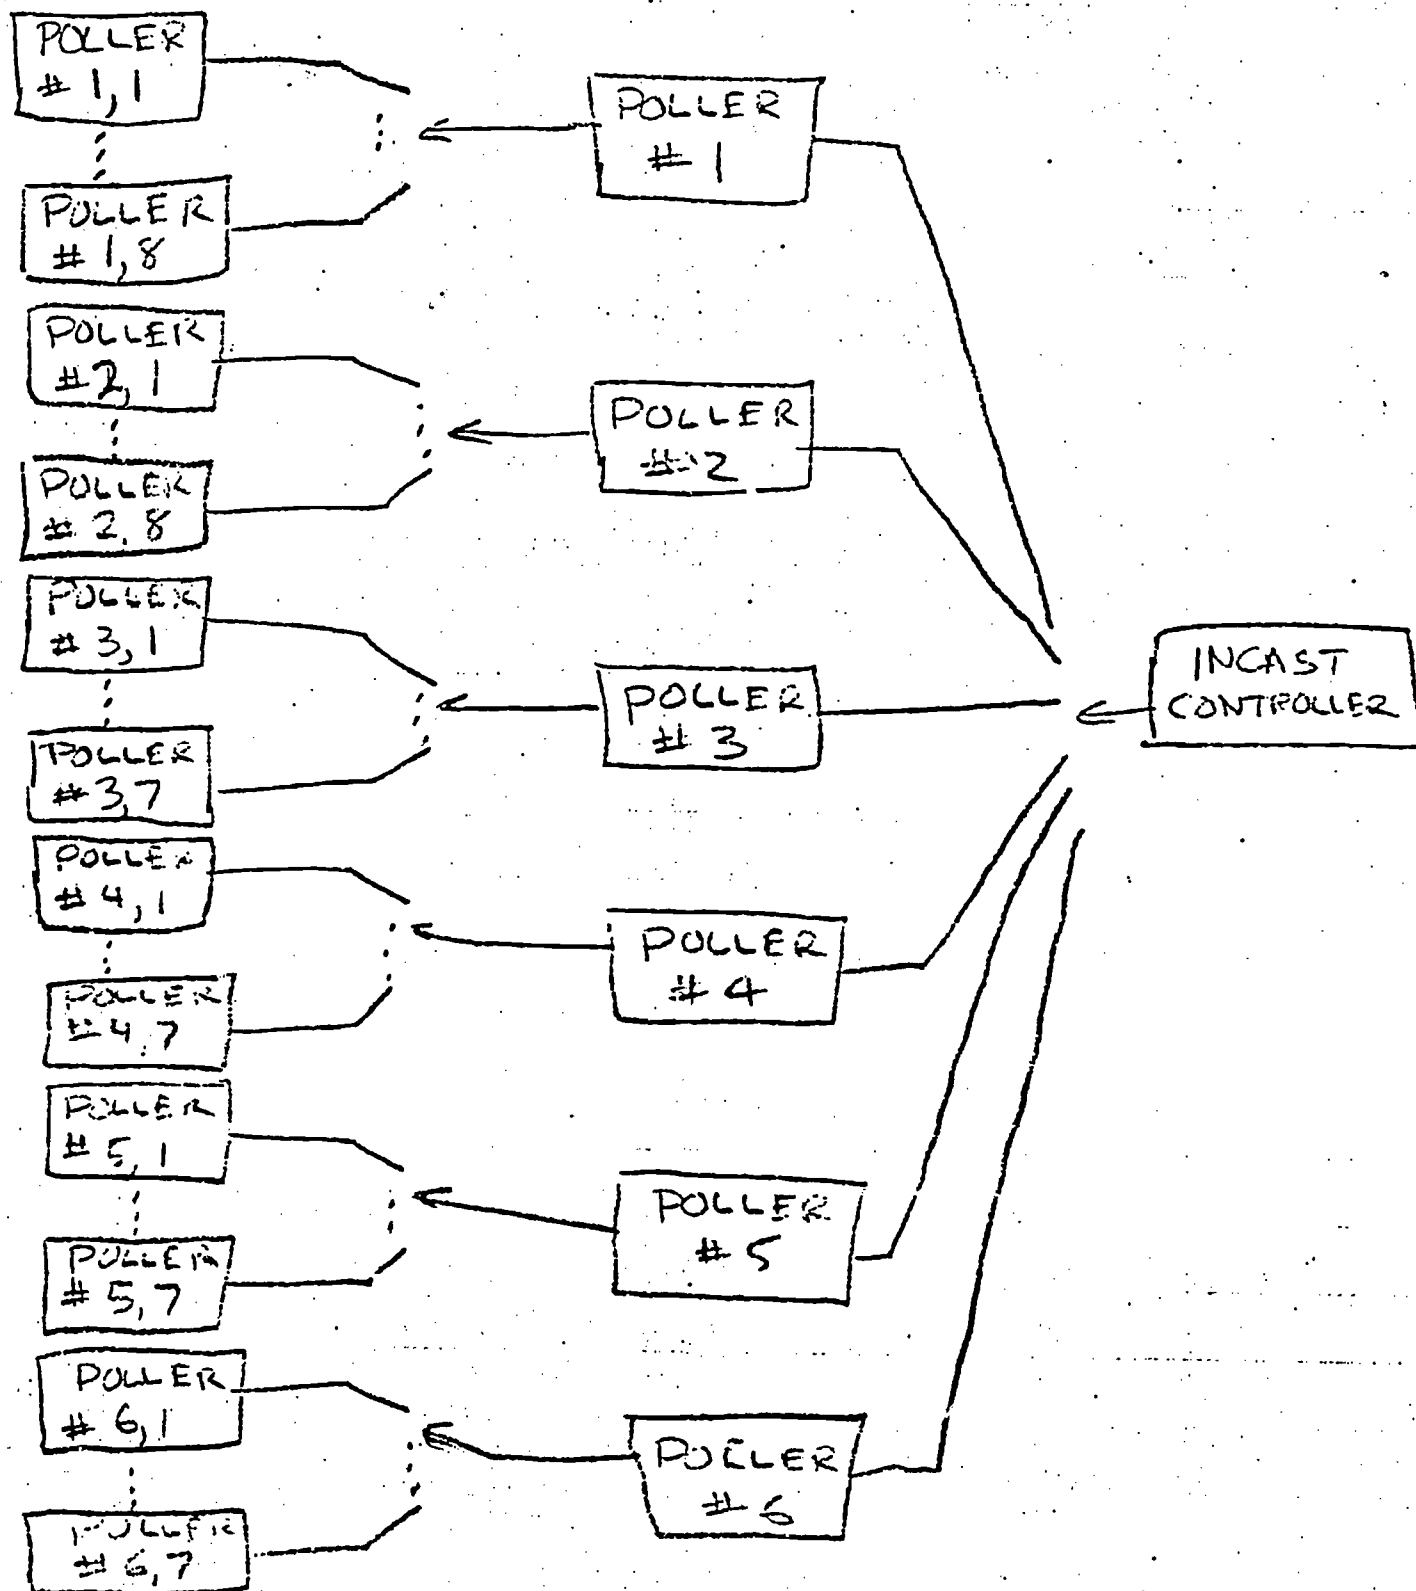 POLLER
# 1,1
POLLER
# 1
POLLER
# 1,8
POLLER
#2,1
POLLER
#2
POLLER
# 2,8
POLLER
# 3,1
INCAST
CONTROLLER
POLLER
# 3
POLLER
#3,7
POLLER
# 4,1
POLLER
# 4
POLLER
# 4,7
POLLER
# 5,1
POLLER
# 5
POLLER
# 5,7
POLLER
# 6,1
POLLER
# 6
POLLER
# 6,7